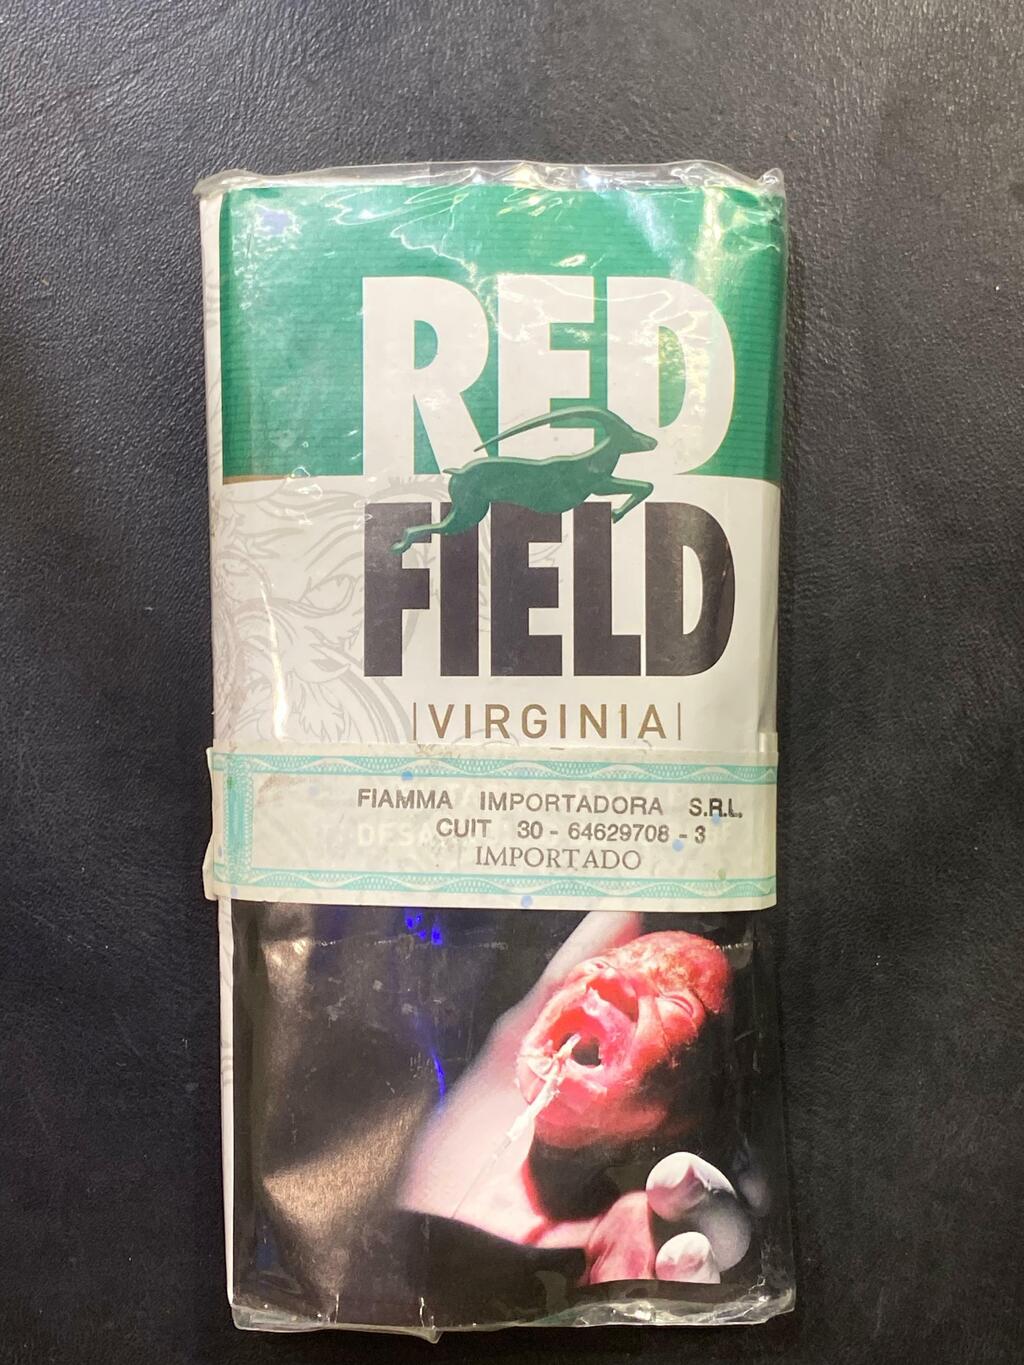 RED
FIELD
|VIRGINIA|
FIAMMA IMPORTADORA S.R.L.
CUIT 30 - 64629708 - 3
IMPORTADO